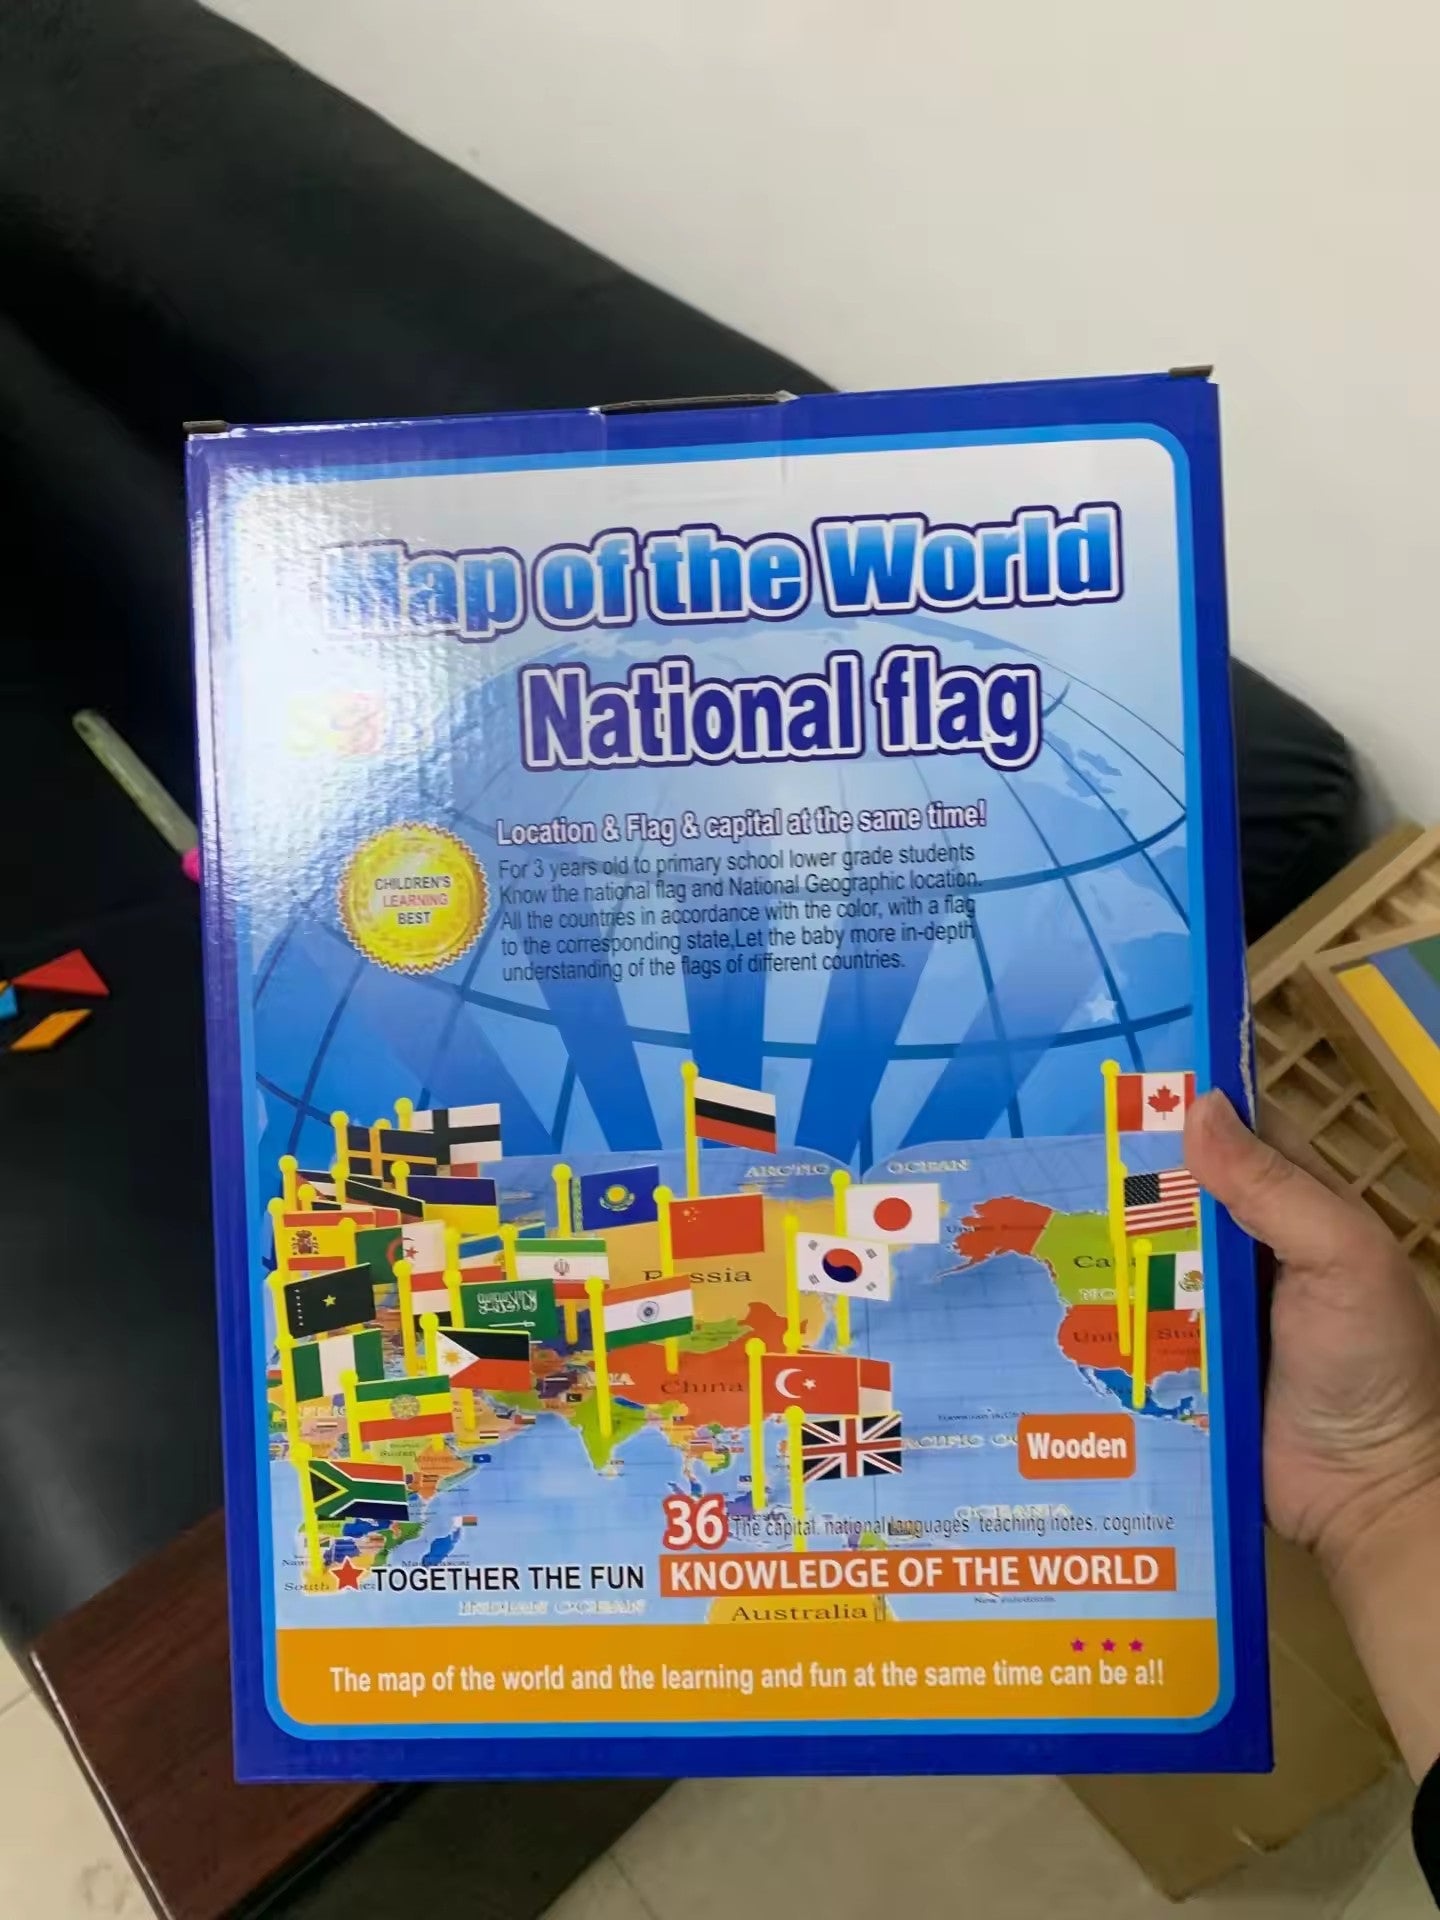 Map of the World
National flag
Location & Flag & capital at the same time!
CHILDREN'S
LEARNING
BEST
For 3 years old to primary school lower grade students
Know the national flag and National Geographic location.
All the countries in accordance with the color, with a flag
to the corresponding state,Let the baby more in-depth
understanding of the flags of different countries.
ARCTIC OCEAN
Russia
China
Wooden
OCEANIA
36 The capital, national languages, teaching notes, cognitive
TOGETHER THE FUN
KNOWLEDGE OF THE WORLD
South
INDIAN OCEAN
Australia
The map of the world and the learning and fun at the same time can be a!!